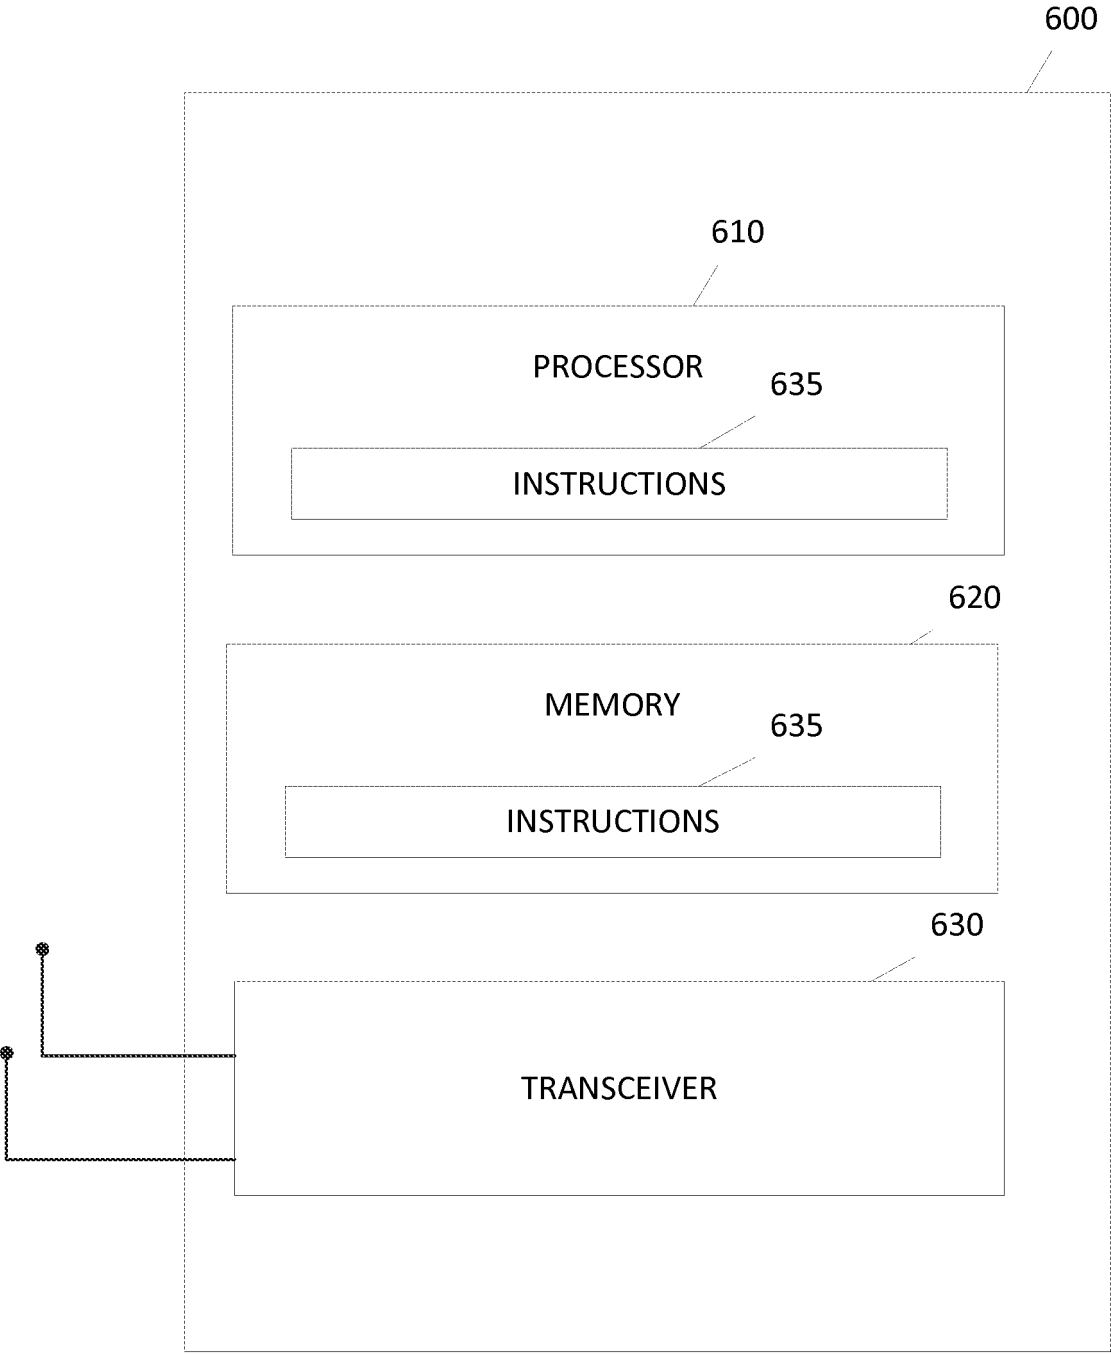 600
610
PROCESSOR
635
INSTRUCTIONS
620
MEMORY
635
INSTRUCTIONS
630
TRANSCEIVER